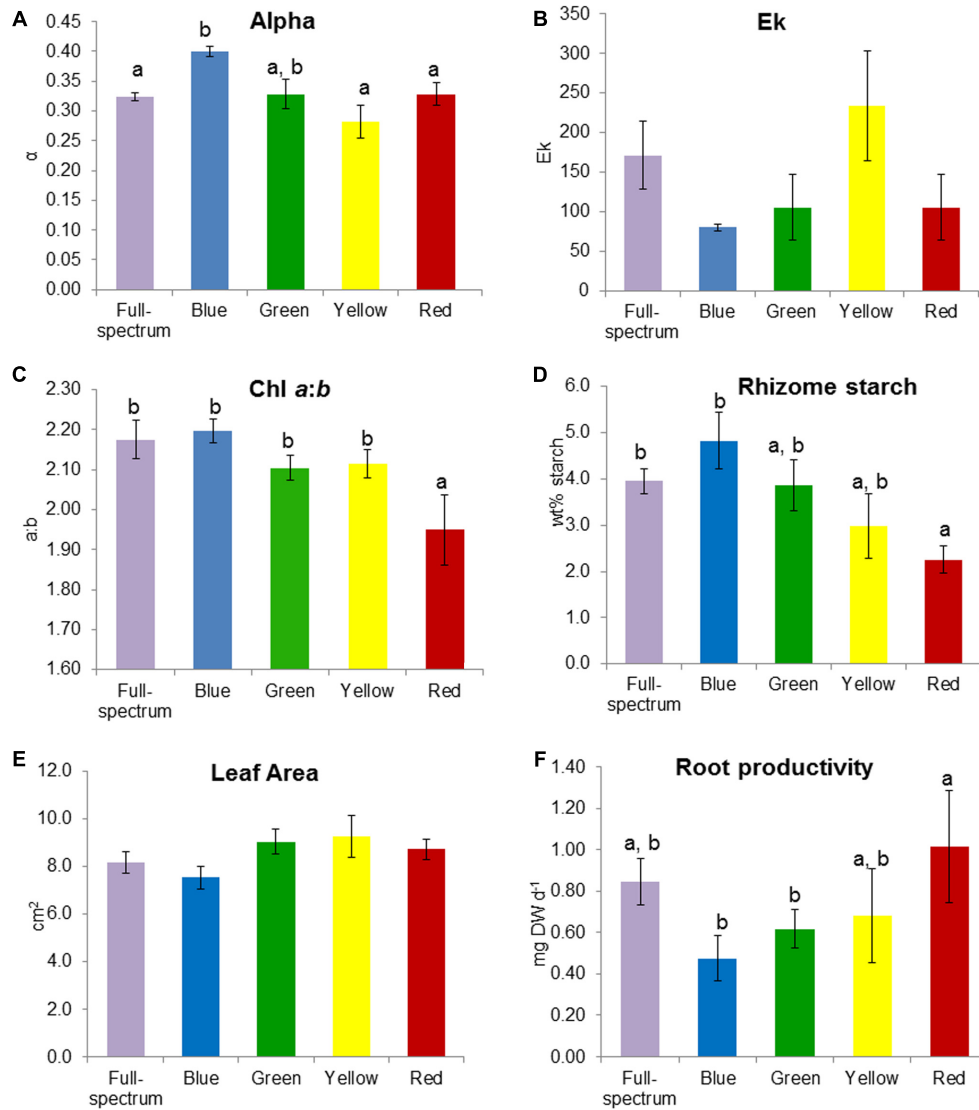 A
Alpha
α
0.45
0.40
0.35
0.30
0.25
0.20
0.15
0.10
0.05
0.00
a
b
a, b
a
a
Full-spectrum
Blue
Green
Yellow
Red
B
Ek
Ek
350
300
250
200
150
100
50
0
Full-spectrum
Blue
Green
Yellow
Red
C
Chl a:b
a:b
2.30
2.20
2.10
2.00
1.90
1.80
1.70
1.60
b
b
b
b
a
Full-spectrum
Blue
Green
Yellow
Red
D
Rhizome starch
wt% starch
6.0
5.0
4.0
3.0
2.0
1.0
0.0
b
b
a, b
a, b
a
Full-spectrum
Blue
Green
Yellow
Red
E
Leaf Area
cm²
12.0
10.0
8.0
6.0
4.0
2.0
0.0
Full-spectrum
Blue
Green
Yellow
Red
F
Root productivity
mg DW d⁻¹
1.40
1.20
1.00
0.80
0.60
0.40
0.20
0.00
a, b
b
b
a, b
a
Full-spectrum
Blue
Green
Yellow
Red